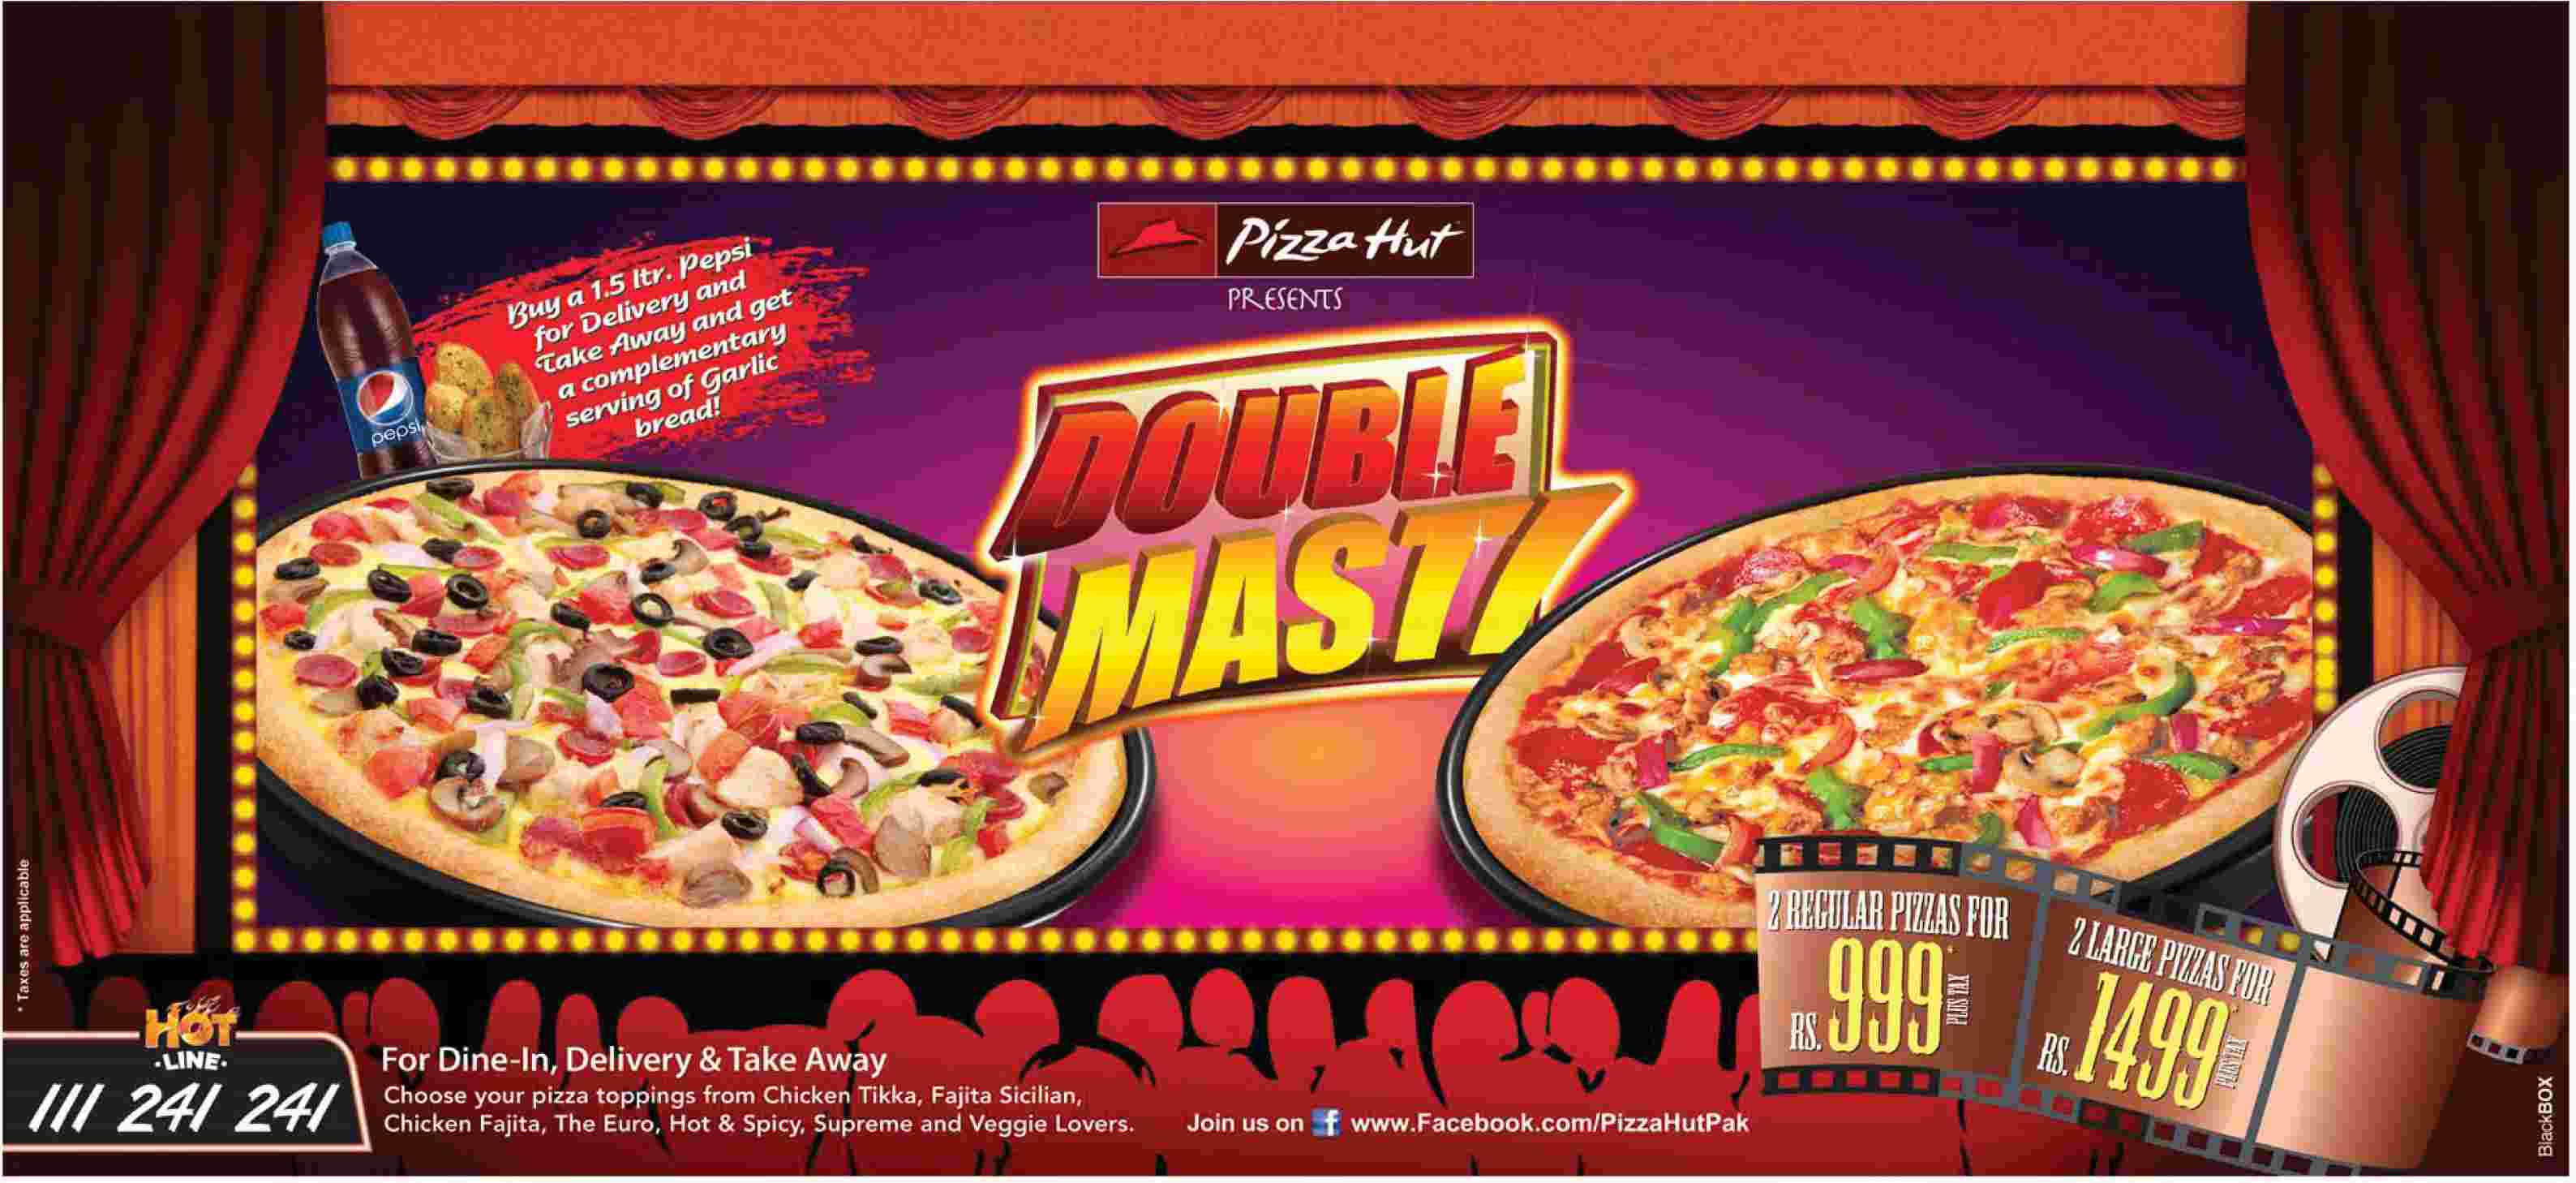 Pizza Hut
PRESENTS
DOUBLE
MASTI
Buy a 1.5 ltr. Pepsi
for Delivery and
Take Away and get
a complementary
serving of Garlic
bread!
pepsi
2 REGULAR PIZZAS FOR
RS. 999* PLUS TAX
2 LARGE PIZZAS FOR
RS. 1499* PLUS TAX
* Taxes are applicable
HOT
·LINE·
111 241 241
For Dine-In, Delivery & Take Away
Choose your pizza toppings from Chicken Tikka, Fajita Sicilian,
Chicken Fajita, The Euro, Hot & Spicy, Supreme and Veggie Lovers.
Join us on f www.Facebook.com/PizzaHutPak
BlackBOX